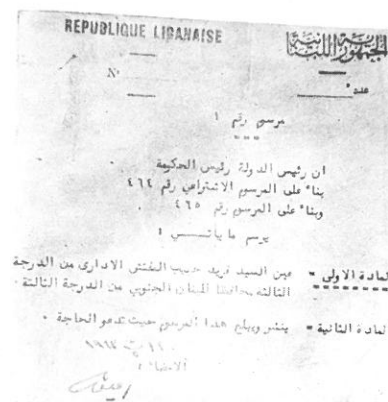 REPUBLIQUE LIBANAISE
الجمهورية اللبنانية
N°
عدد
مرسوم رقم ١
ان رئيس الدولة رئيس الحكومة
بناء على المرسوم الاشتراعي رقم ٤٦٤
وبناء على المرسوم رقم ٤٦٥
يرسم ما يأتي :
المادة الاولى - عين السيد فريد حبيب المفتش الاداري من الدرجة
الثالثة محافظا للبنان الجنوبي من الدرجة الثالثة .
المادة الثانية - ينشر ويبلغ هذا المرسوم حيث تدعو الحاجة .
الامضاء :